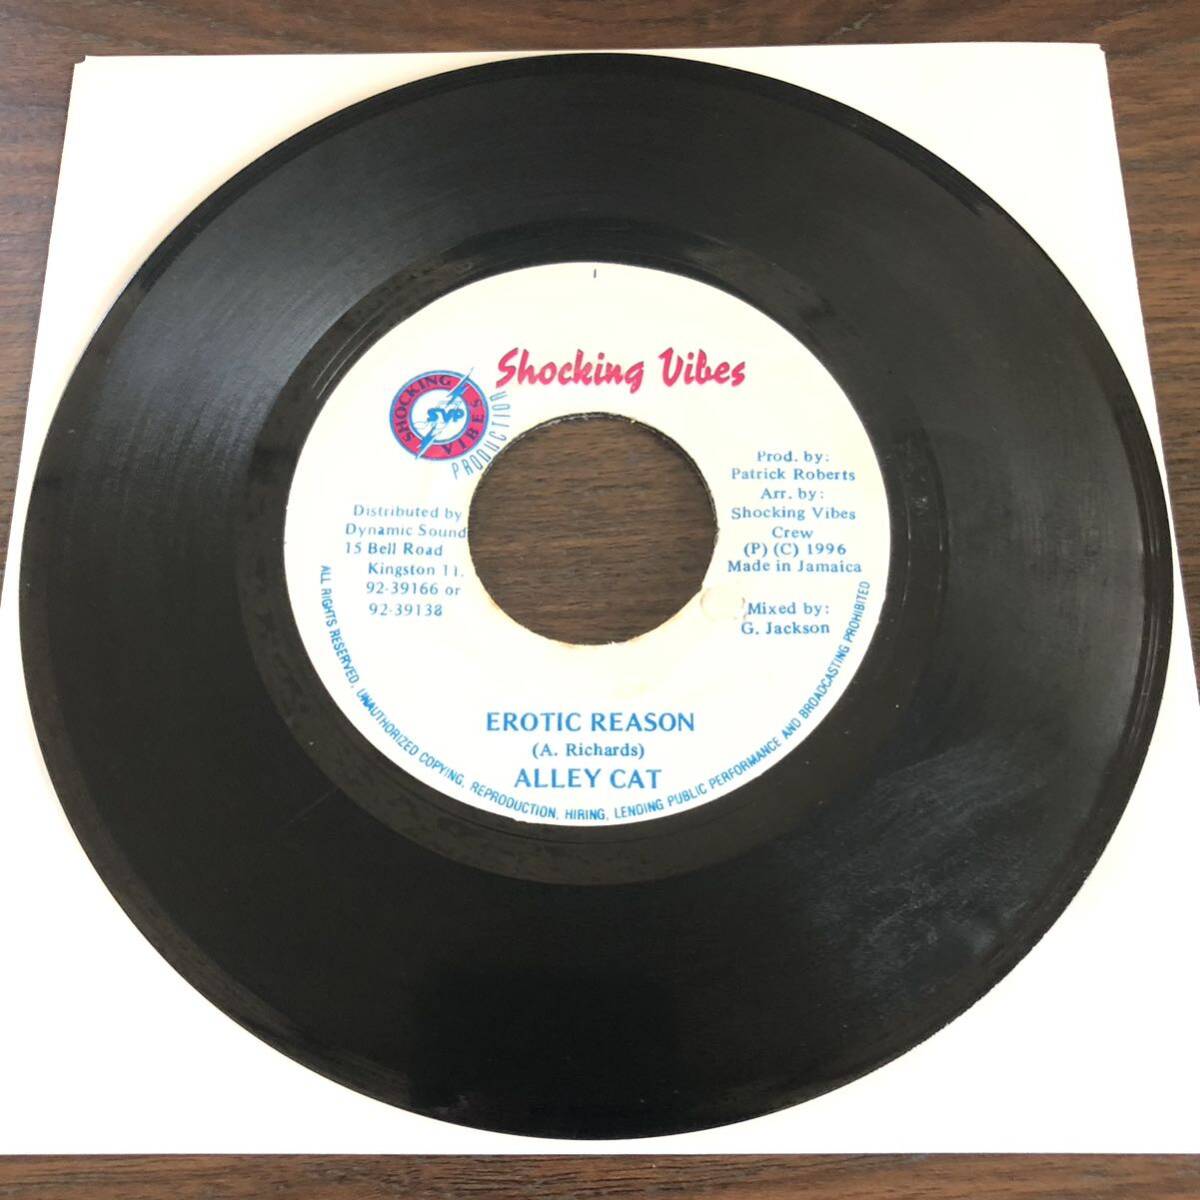 Shocking Vibes
SHOCKING VIBES
SVP
PRODUCTION
Distributed by
Dynamic Sound
15 Bell Road
Kingston 11.
92-39166 or
92-39138
Prod. by:
Patrick Roberts
Arr. by:
Shocking Vibes
Crew
(P) (C) 1996
Made in Jamaica
Mixed by:
G. Jackson
EROTIC REASON
(A. Richards)
ALLEY CAT
ALL RIGHTS RESERVED, UNAUTHORIZED COPYING, REPRODUCTION, HIRING, LENDING PUBLIC PERFORMANCE AND BROADCASTING PROHIBITED